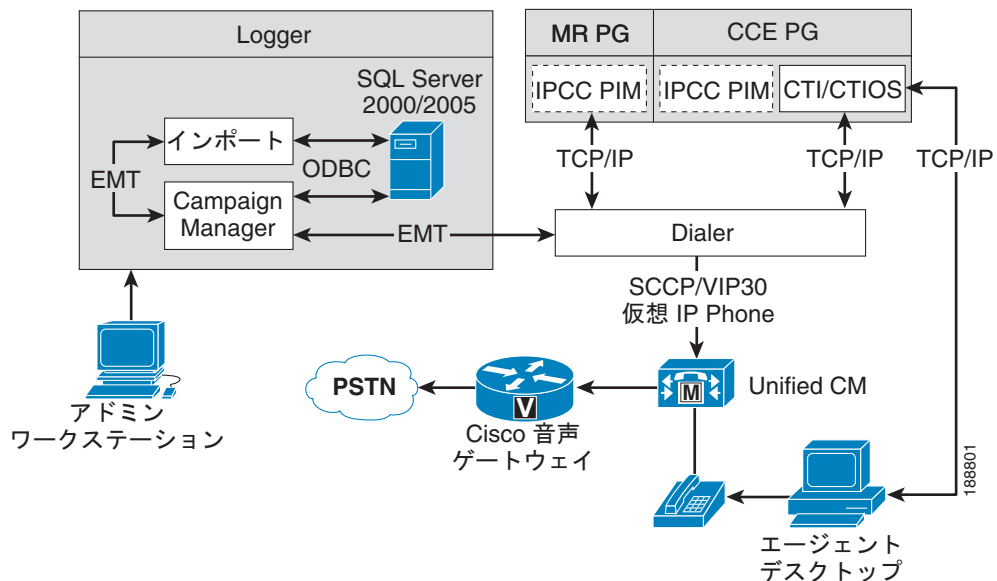 Logger
MR PG
CCE PG
SQL Server
2000/2005
IPCC PIM
IPCC PIM
CTI/CTIOS
インポート
ODBC
EMT
TCP/IP
TCP/IP
TCP/IP
Campaign
Manager
EMT
Dialer
SCCP/VIP30
仮想 IP Phone
PSTN
V
M
Unified CM
アドミン
ワークステーション
Cisco 音声
ゲートウェイ
188801
エージェント
デスクトップ